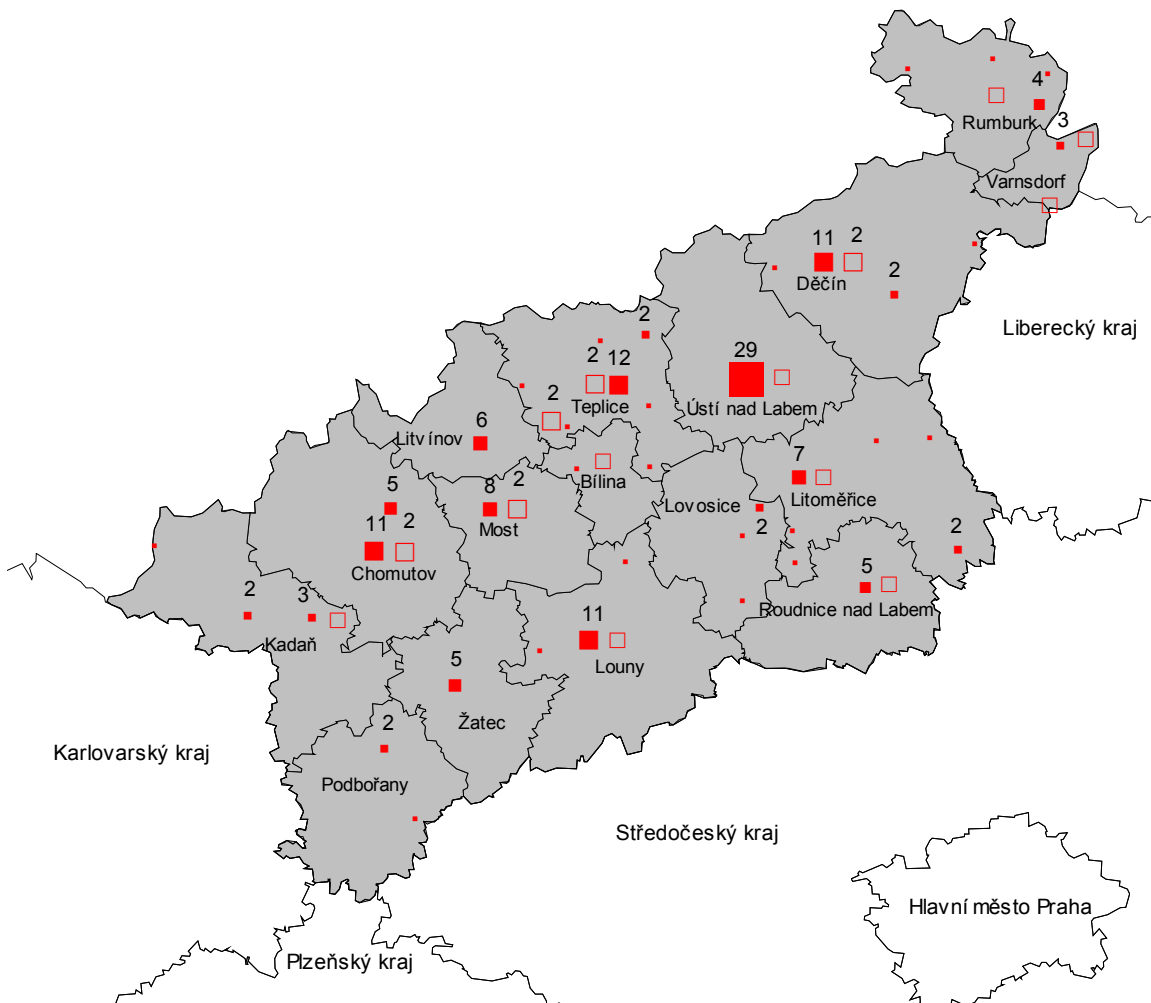 4
Rumburk
3
Varnsdorf
11 2
Děčín
2
Liberecký kraj
2
2 12
Teplice
2
29
Ústí nad Labem
6
Litvínov
Bílina
7
Litoměřice
5
8 2
Most
Lovosice
2
11 2
Chomutov
2
5
Roudnice nad Labem
2 3
Kadaň
11
Louny
5
Žatec
2
Podbořany
Karlovarský kraj
Středočeský kraj
Hlavní město Praha
Plzeňský kraj